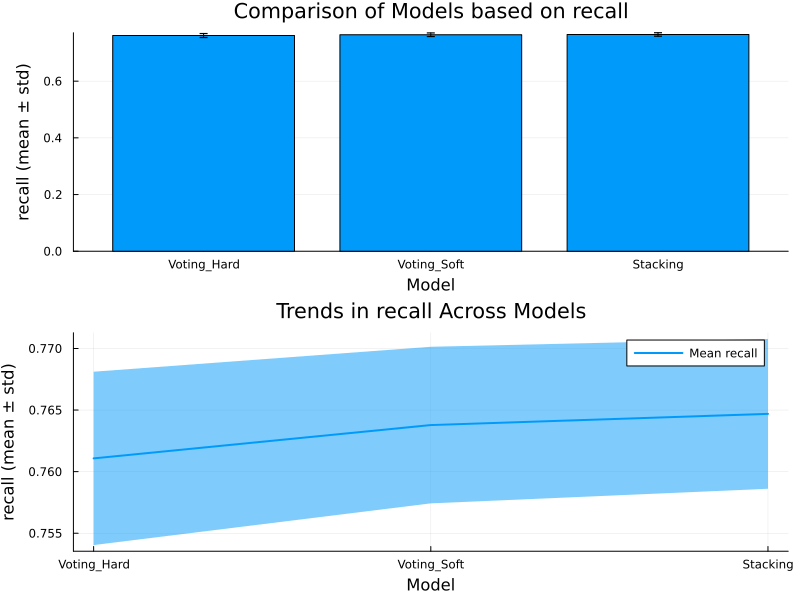 Comparison of Models based on recall
recall (mean ± std)
0.6
0.4
0.2
0.0
Voting_Hard
Voting_Soft
Stacking
Model
Trends in recall Across Models
recall (mean ± std)
0.770
0.765
0.760
0.755
Mean recall
Voting_Hard
Voting_Soft
Stacking
Model